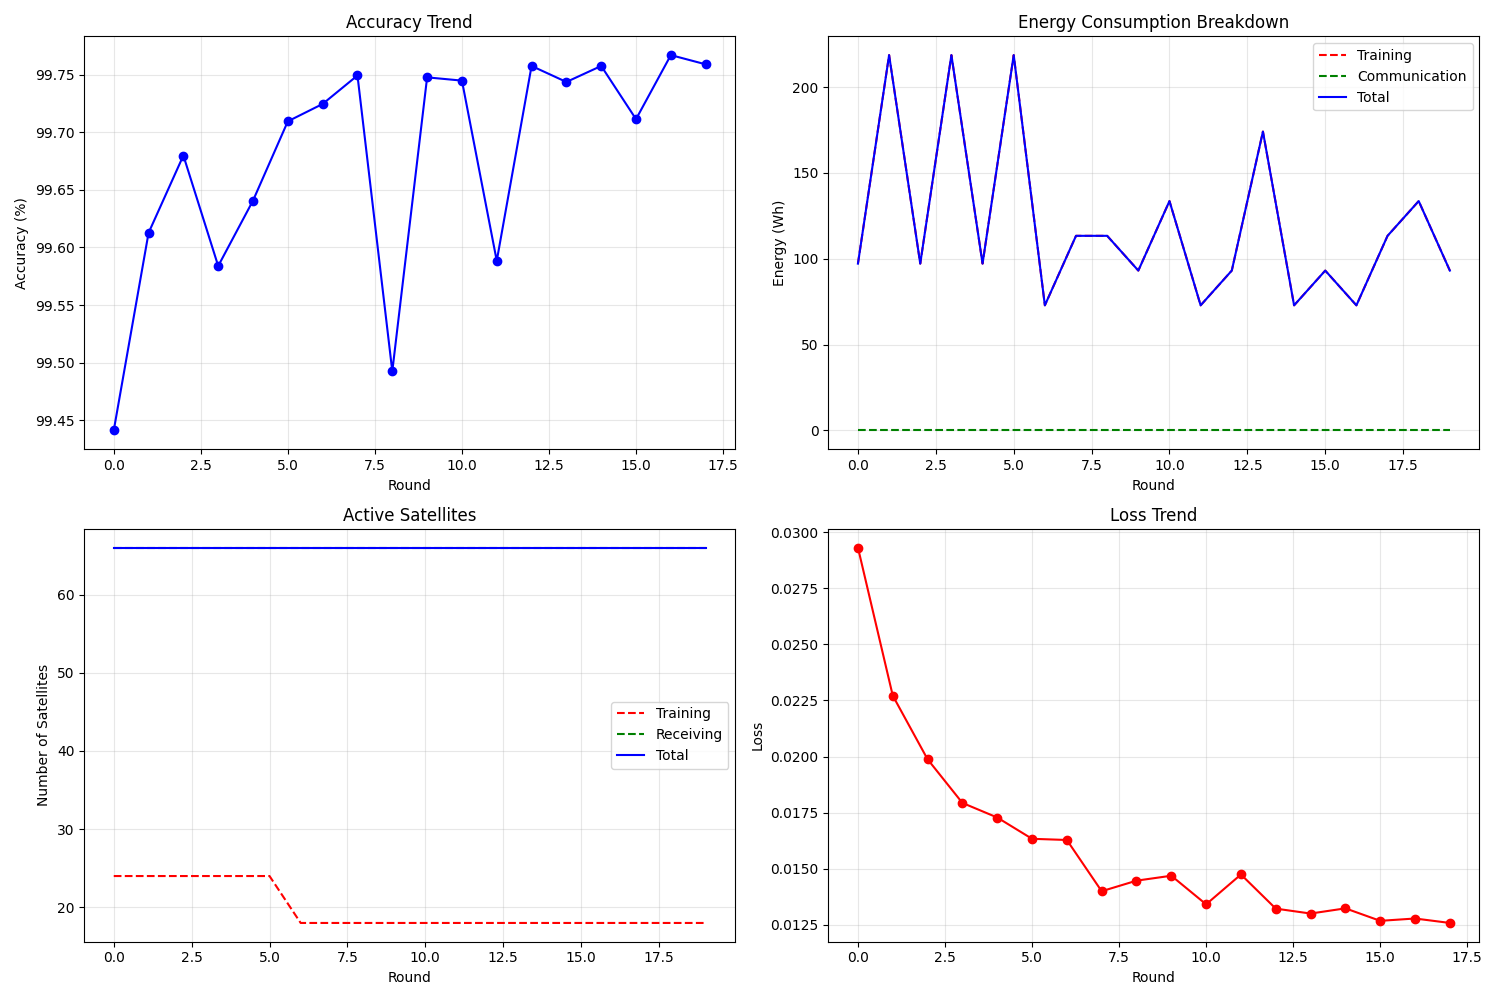 Accuracy Trend
Accuracy (%)
99.75
99.70
99.65
99.60
99.55
99.50
99.45
0.0 2.5 5.0 7.5 10.0 12.5 15.0 17.5
Round
Energy Consumption Breakdown
Energy (Wh)
200
150
100
50
0
Training
Communication
Total
0.0 2.5 5.0 7.5 10.0 12.5 15.0 17.5
Round
Active Satellites
Number of Satellites
60
50
40
30
20
Training
Receiving
Total
0.0 2.5 5.0 7.5 10.0 12.5 15.0 17.5
Round
Loss Trend
Loss
0.0300
0.0275
0.0250
0.0225
0.0200
0.0175
0.0150
0.0125
0.0 2.5 5.0 7.5 10.0 12.5 15.0 17.5
Round